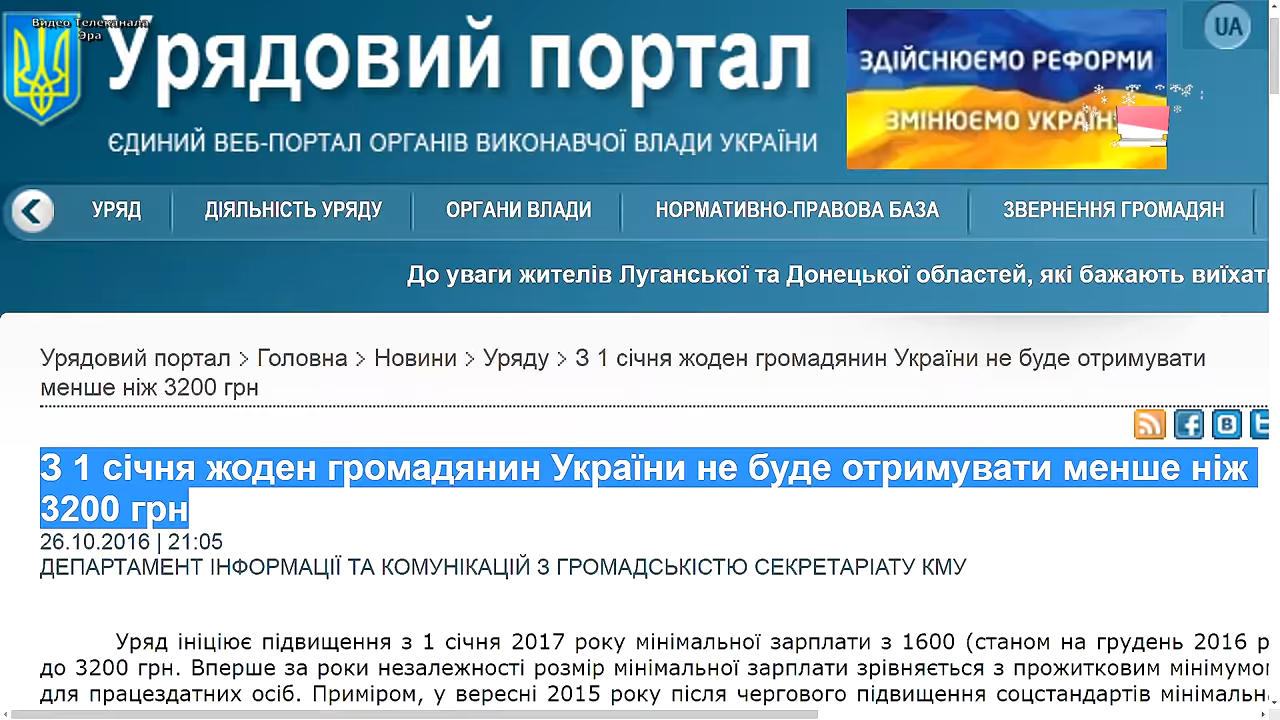 Видео Телеканала
Эра
Урядовий портал
ЄДИНИЙ ВЕБ-ПОРТАЛ ОРГАНІВ ВИКОНАВЧОЇ ВЛАДИ УКРАЇНИ
ЗДІЙСНЮЄМО РЕФОРМИ
ЗМІНЮЄМО
UA
УРЯД
ДІЯЛЬНІСТЬ УРЯДУ
ОРГАНИ ВЛАДИ
НОРМАТИВНО-ПРАВОВА БАЗА
ЗВЕРНЕННЯ ГРОМАДЯН
До уваги жителів Луганської та Донецької областей, які бажають
Урядовий портал > Головна > Новини > Уряду > З 1 січня жоден громадянин України не буде отримувати
менше ніж 3200 грн
З 1 січня жоден громадянин України не буде отримувати менше ніж
3200 грн
26.10.2016 | 21:05
ДЕПАРТАМЕНТ ІНФОРМАЦІЇ ТА КОМУНІКАЦІЙ З ГРОМАДСЬКІСТЮ СЕКРЕТАРІАТУ КМУ
Уряд ініціює підвищення з 1 січня 2017 року мінімальної зарплати з 1600 (станом на грудень 2016
до 3200 грн. Вперше за роки незалежності розмір мінімальної зарплати зрівняється з прожитковим
для працездатних осіб. Приміром, у вересні 2015 року після чергового підвищення соцстандартів